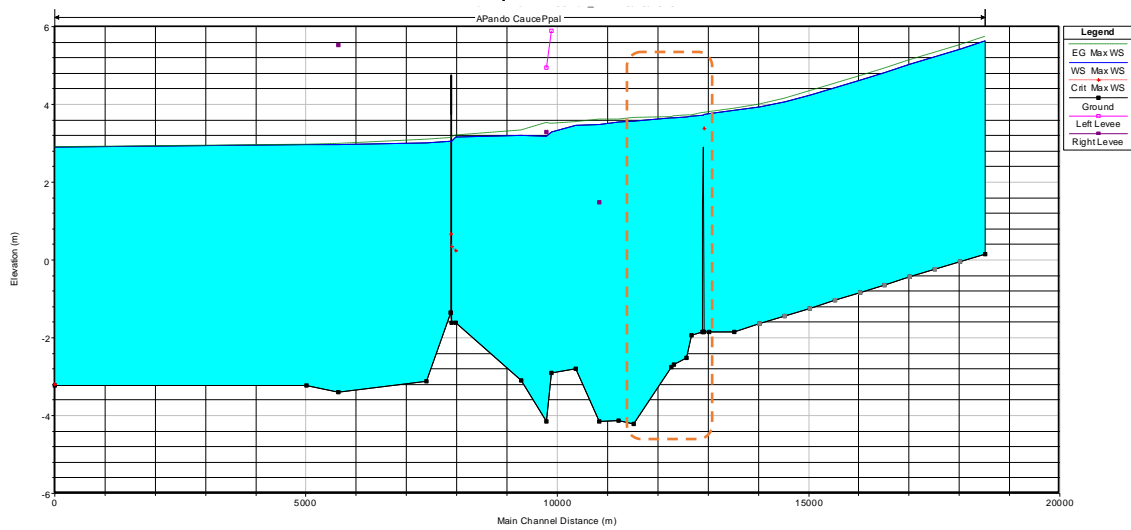 APando CaucePpal
6
4
2
0
-2
-4
-6
Elevation (m)
0
5000
10000
15000
20000
Main Channel Distance (m)
Legend
EG Max WS
WS Max WS
Crit Max WS
Ground
Left Levee
Right Levee